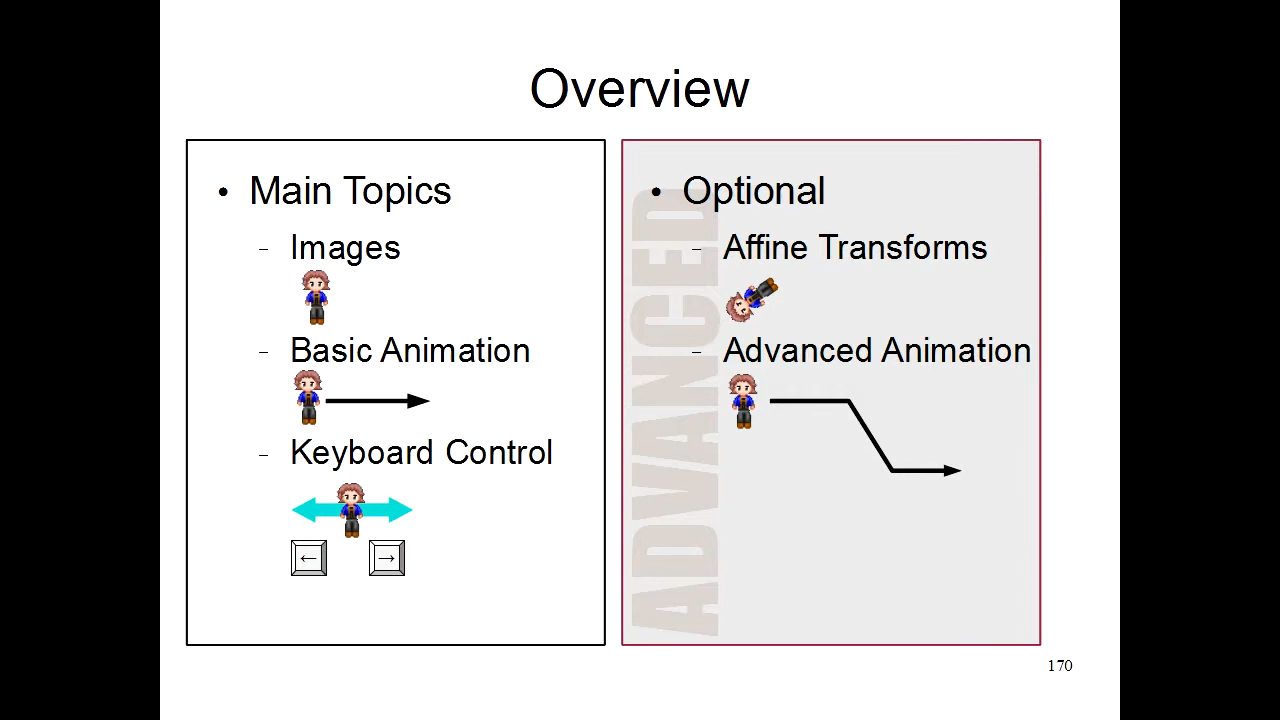 Overview
• Main Topics
– Images
– Basic Animation
– Keyboard Control
← →
ADVANCED
• Optional
– Affine Transforms
– Advanced Animation
170